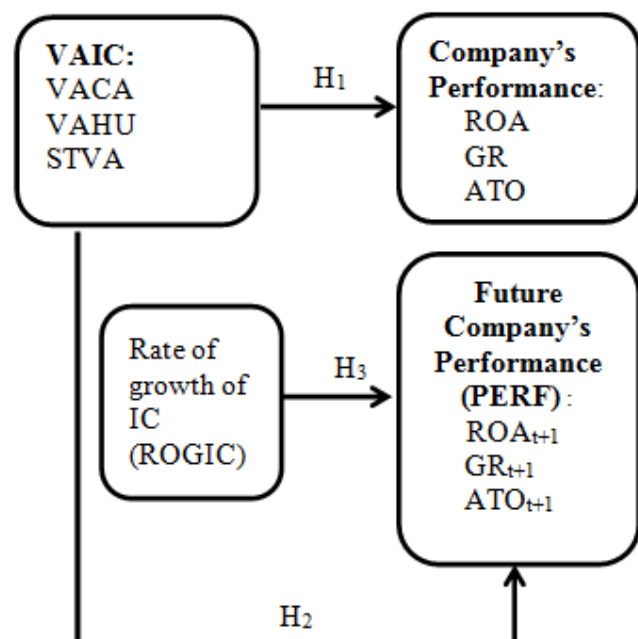 VAIC:
VACA
VAHU
STVA
H₁
Company’s
Performance:
ROA
GR
ATO
Rate of
growth of
IC
(ROGIC)
H₃
Future
Company’s
Performance
(PERF) :
ROAₜ₊₁
GRₜ₊₁
ATOₜ₊₁
H₂